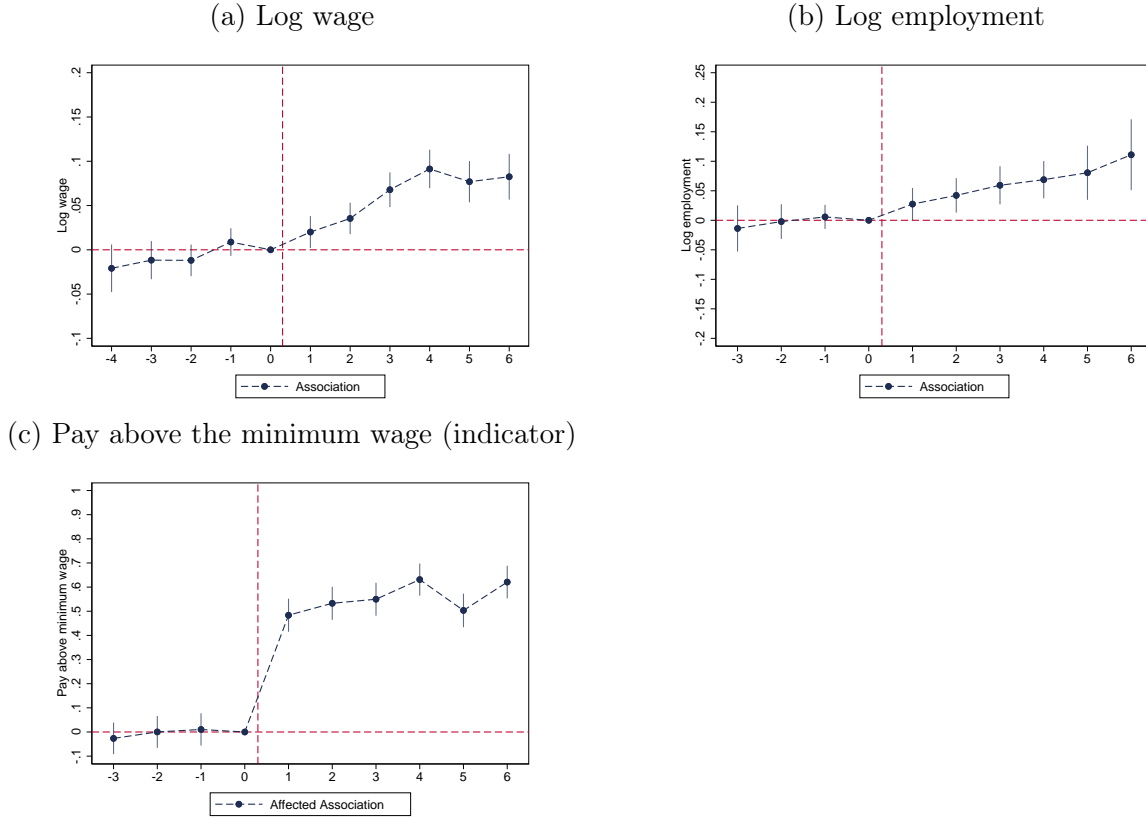 (a) Log wage
Log wage
.2
.15
.1
.05
0
-.05
-.1
-4 -3 -2 -1 0 1 2 3 4 5 6
Association
(b) Log employment
Log employment
.25
.2
.15
.1
.05
0
-.05
-.1
-.15
-.2
-3 -2 -1 0 1 2 3 4 5 6
Association
(c) Pay above the minimum wage (indicator)
Pay above minimum wage
1
.9
.8
.7
.6
.5
.4
.3
.2
.1
0
-.1
-3 -2 -1 0 1 2 3 4 5 6
Affected Association